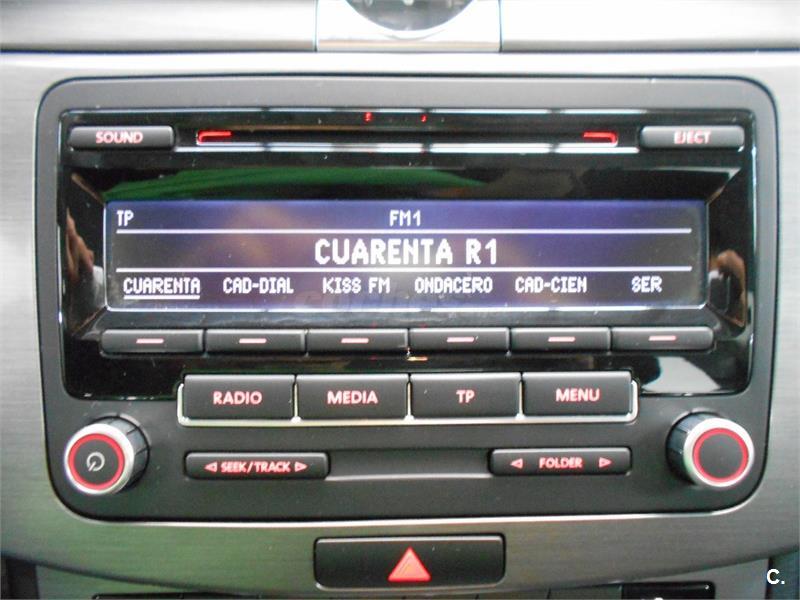 SOUND EJECT
TP FM1
CUARENTA R1
CUARENTA CAD-DIAL KISS FM ONDACERO CAD-CIEN SER
RADIO MEDIA TP MENU
SEEK/TRACK FOLDER
C.